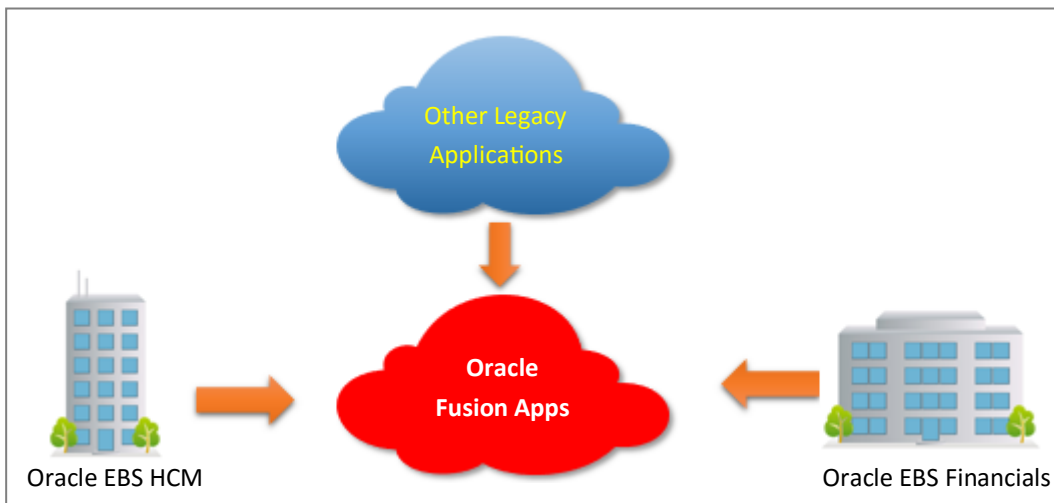 Other Legacy
Applications
Oracle
Fusion Apps
Oracle EBS HCM
Oracle EBS Financials